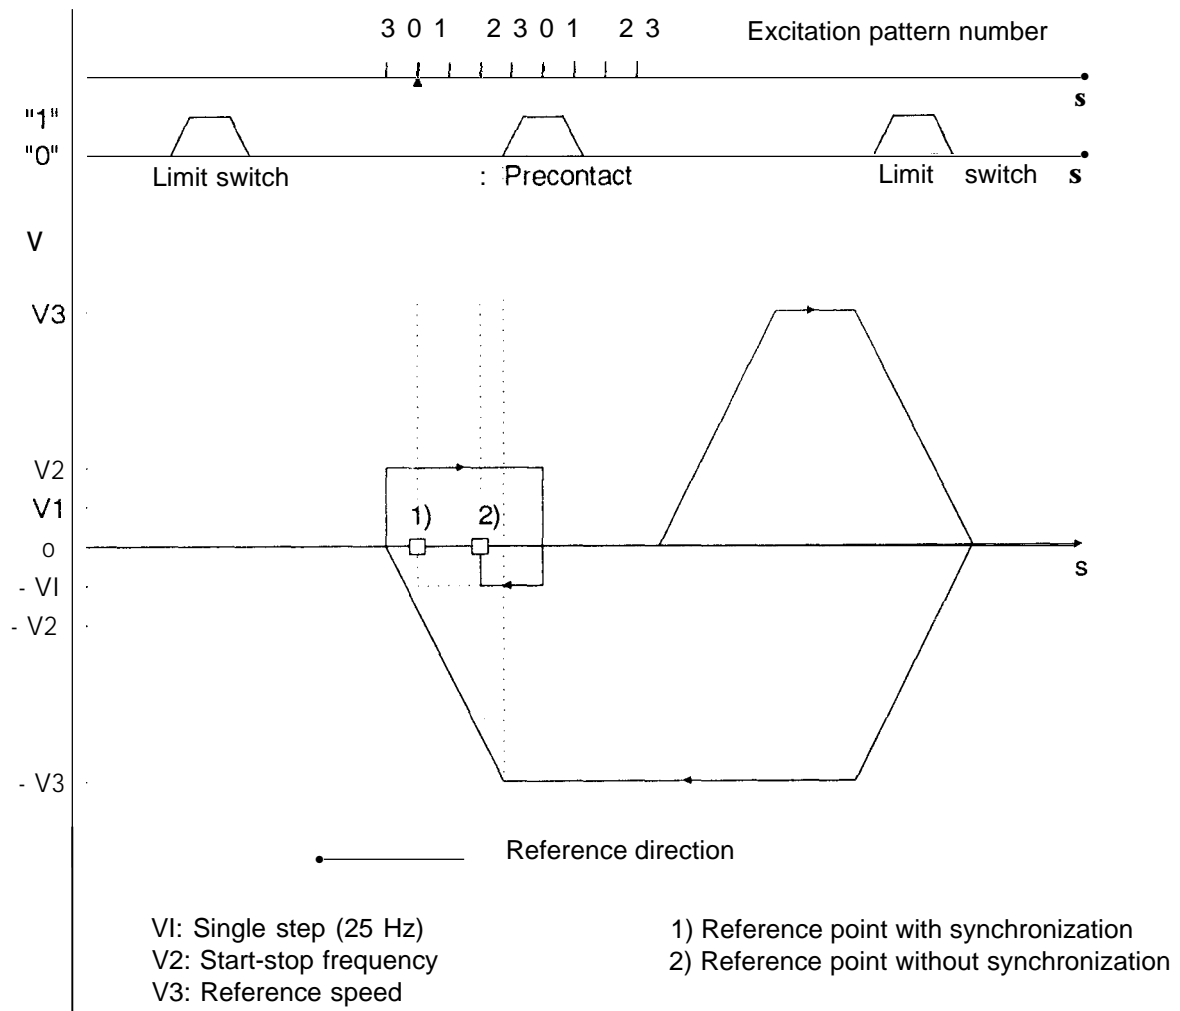 3 0 1 2 3 0 1 2 3 Excitation pattern number
s
"1"
"0"
Limit switch : Precontact Limit switch s
V
V3
V2
V1
1) 2)
0
s
- VI
- V2
- V3
Reference direction
VI: Single step (25 Hz)
V2: Start-stop frequency
V3: Reference speed
1) Reference point with synchronization
2) Reference point without synchronization